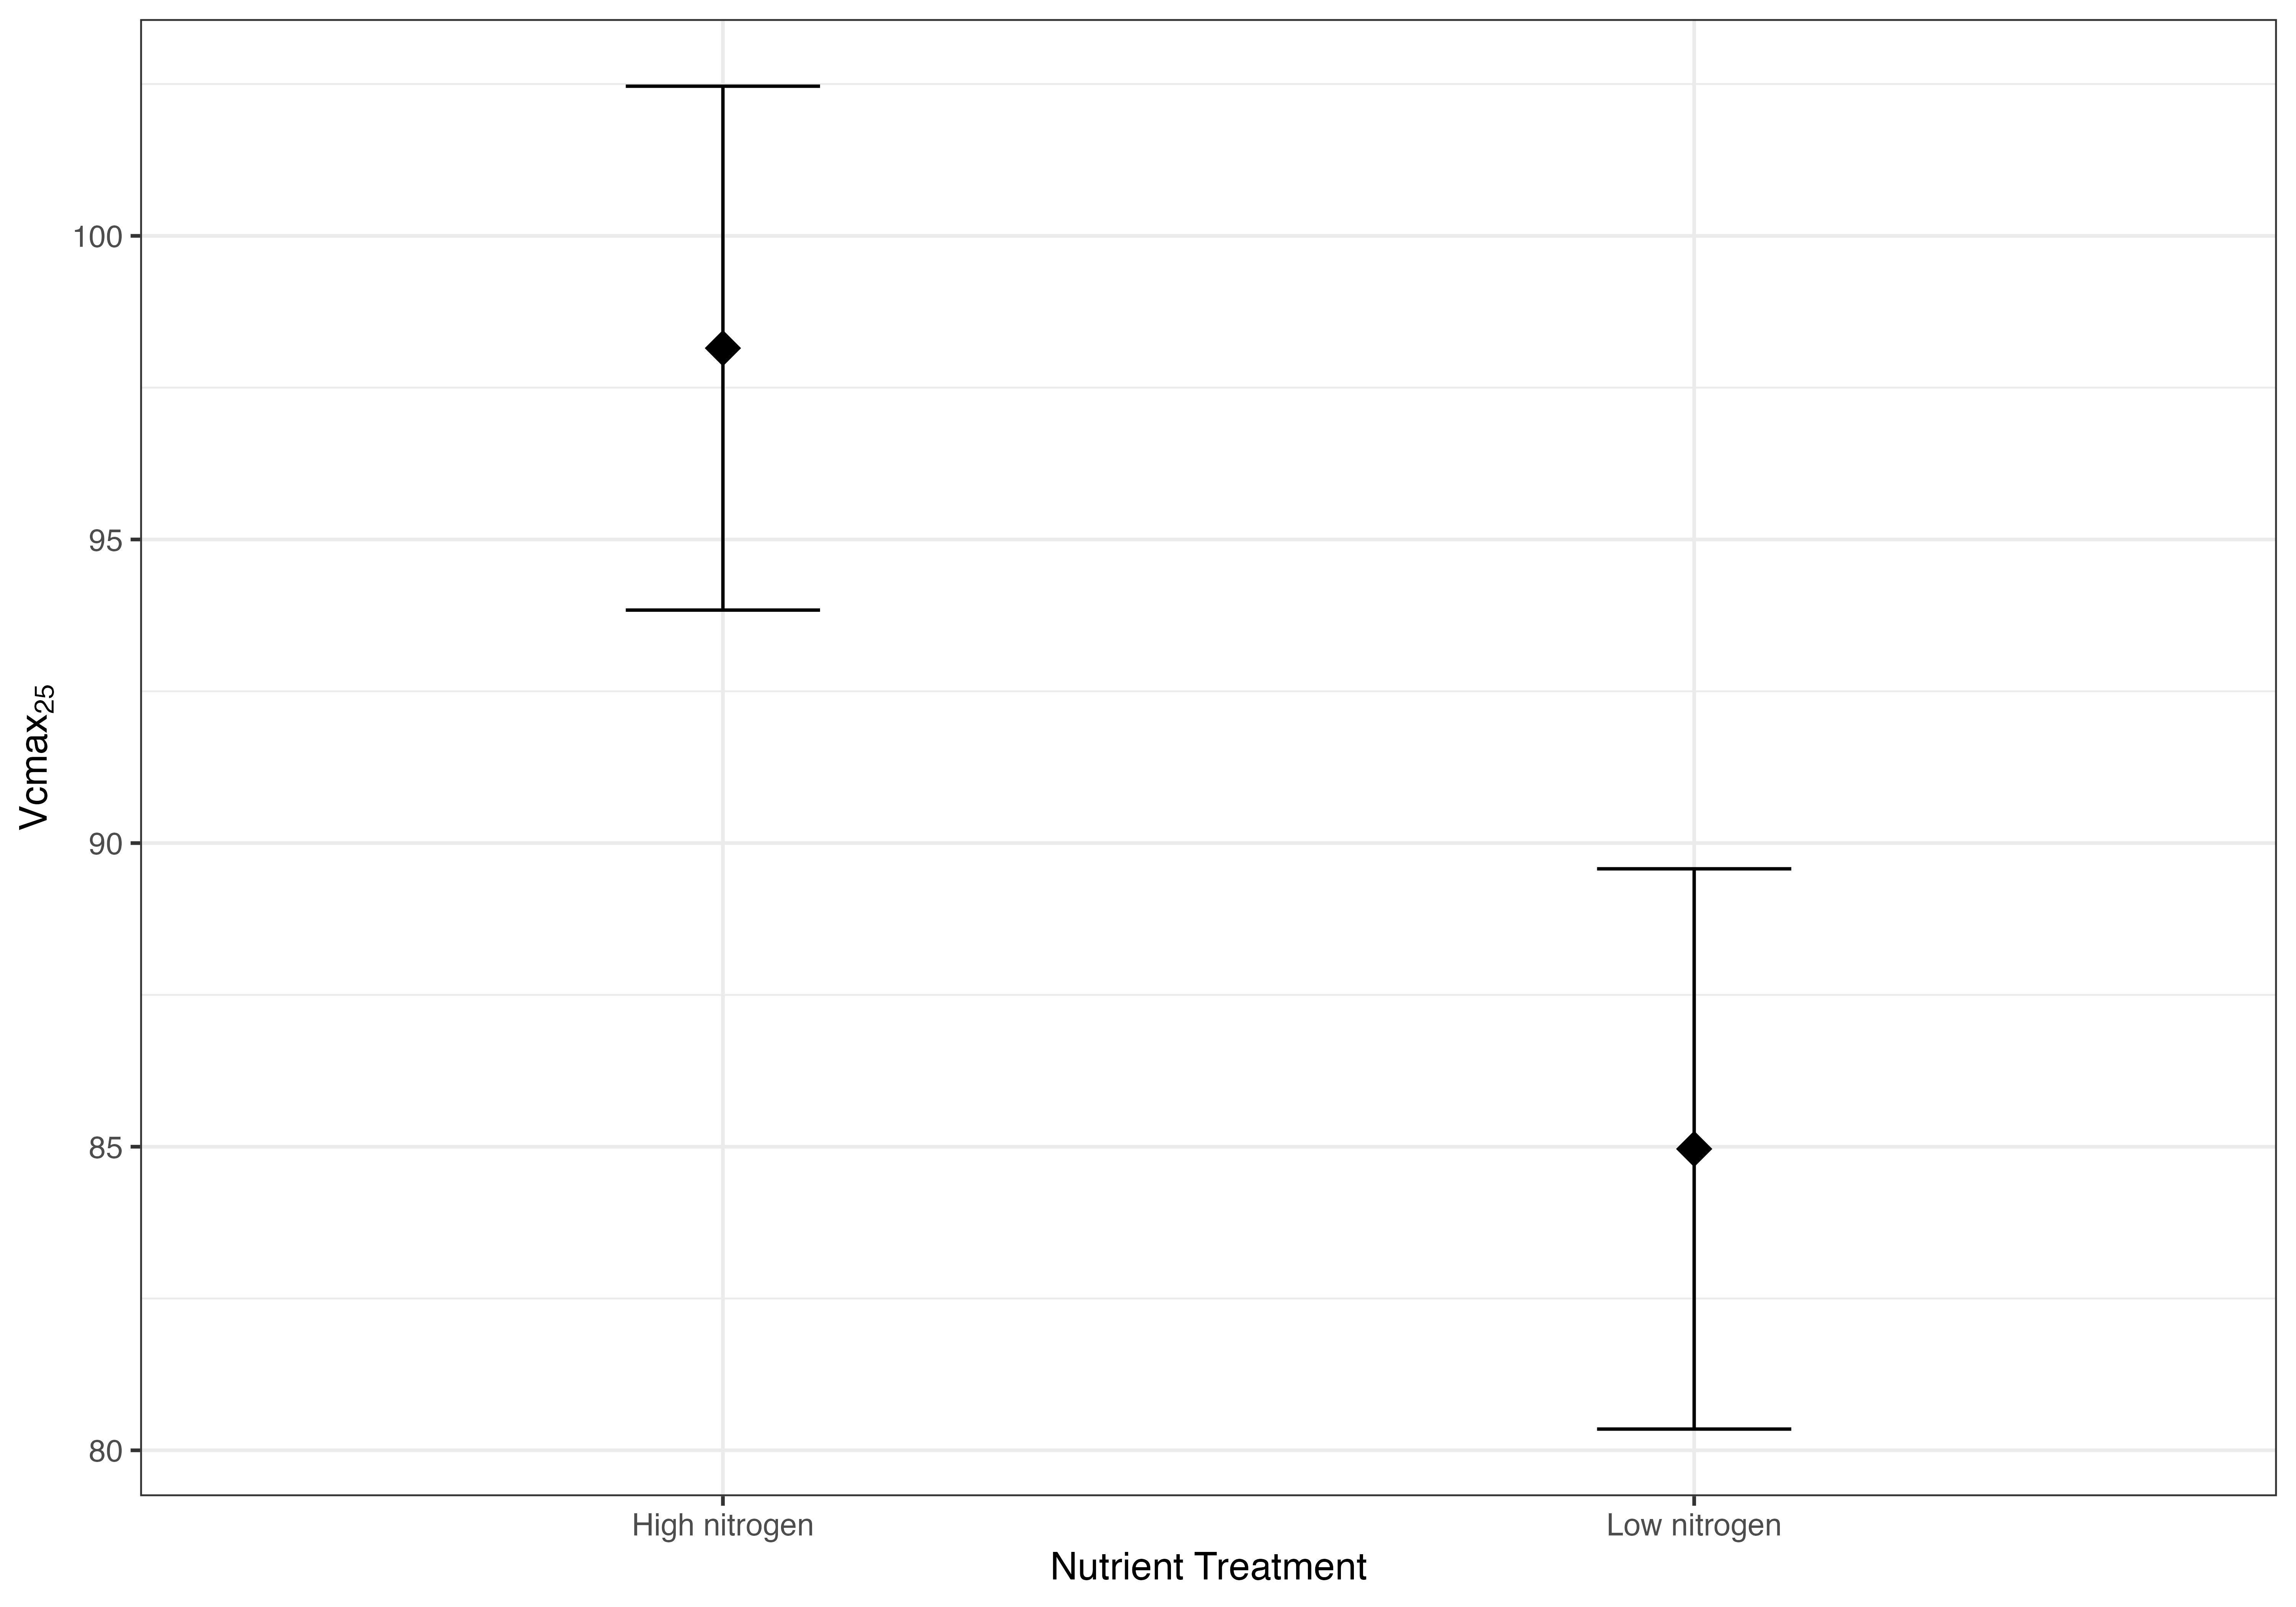 Vcmax₂₅
100
95
90
85
80
High nitrogen
Low nitrogen
Nutrient Treatment